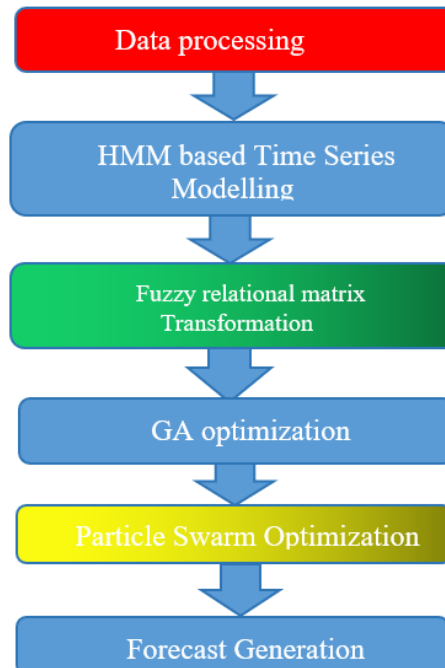 Data processing
HMM based Time Series
Modelling
Fuzzy relational matrix
Transformation
GA optimization
Particle Swarm Optimization
Forecast Generation